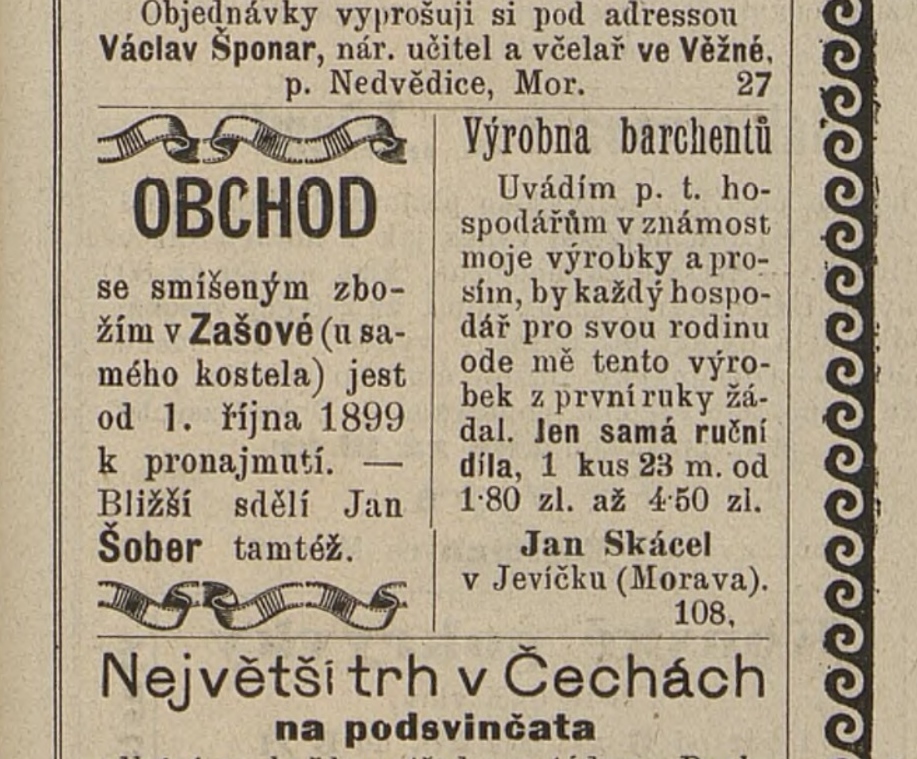 Objednávky vyprošuji si pod adressou
Václav Šponar, nár. učitel a včelař ve Věžné,
p. Nedvědice, Mor. 27
OBCHOD
se smíšeným zbo-
žím v Zašové (u sa-
mého kostela) jest
od 1. října 1899
k pronajmutí. —
Bližší sdělí Jan
Šober tamtéž.
Výrobna barchentů
Uvádím p. t. ho-
spodářům v známost
moje výrobky a pro-
sím, by každý hospo-
dář pro svou rodinu
ode mě tento výro-
bek z první ruky žá-
dal. Jen samá ruční
díla, 1 kus 23 m. od
1·80 zl. až 4·50 zl.
Jan Skácel
v Jevíčku (Morava).
108,
Největší trh v Čechách
na podsvinčata